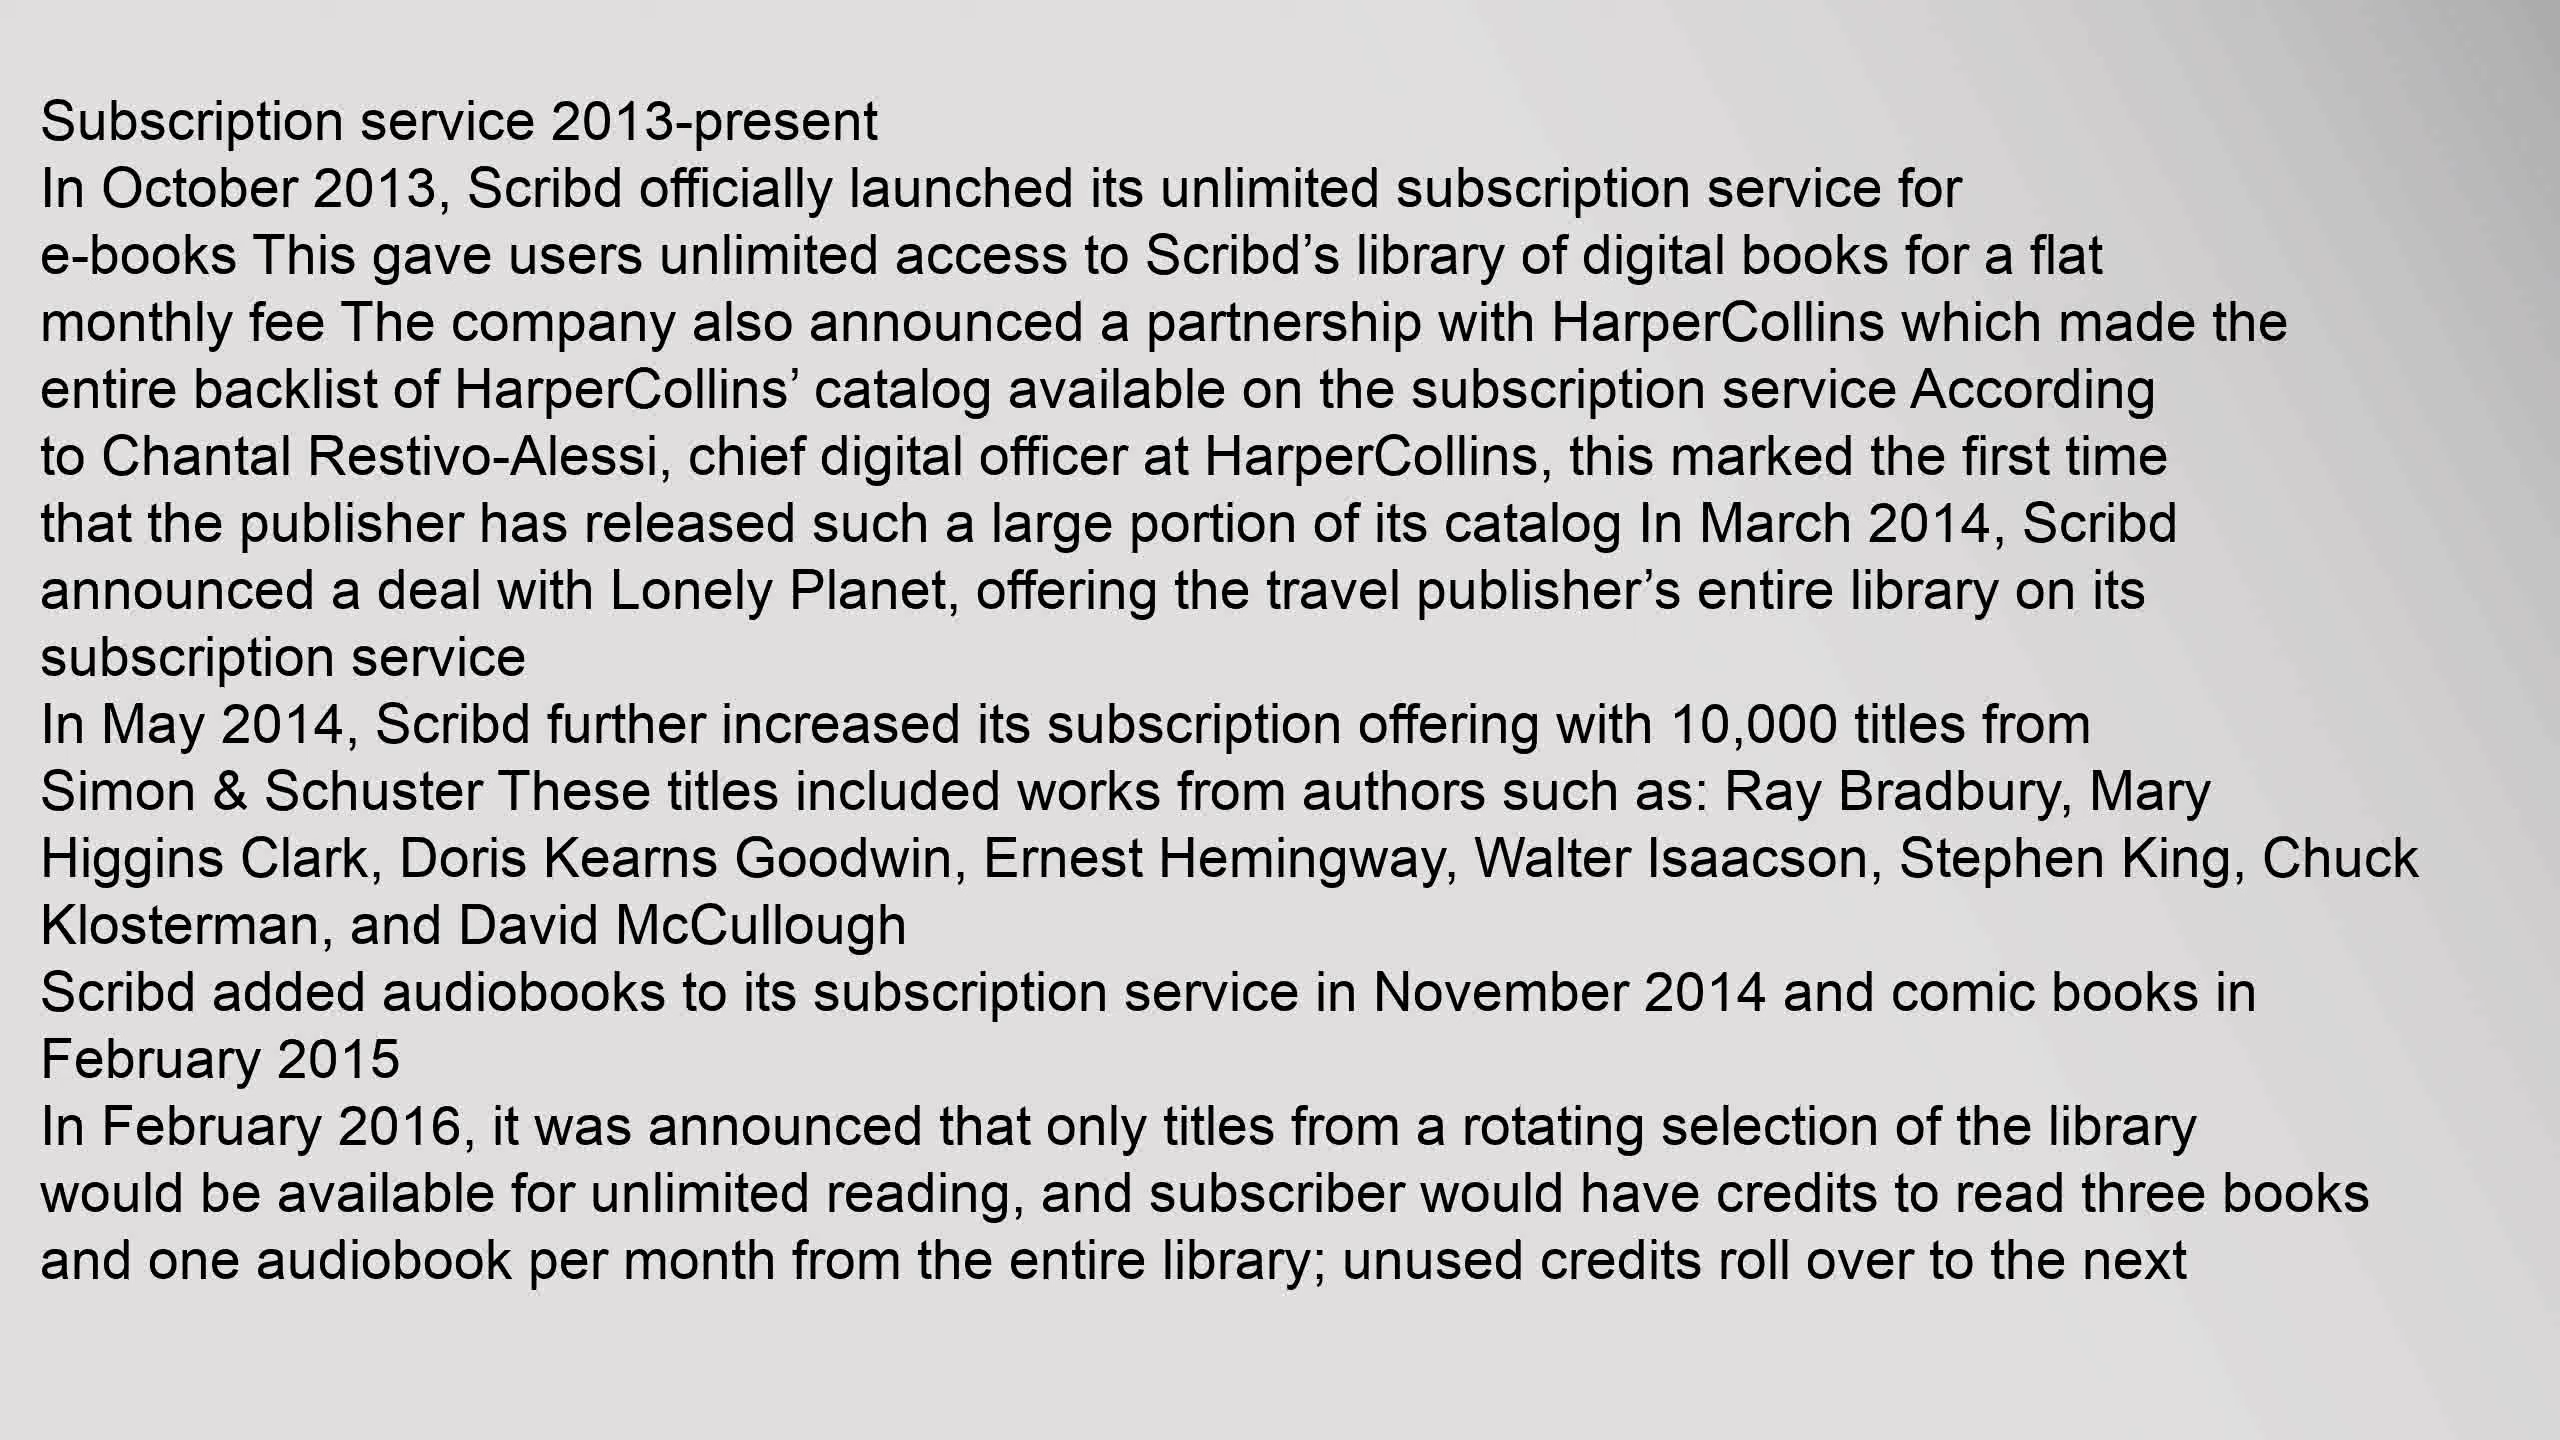 Subscription service 2013-present
In October 2013, Scribd officially launched its unlimited subscription service for
e-books This gave users unlimited access to Scribd’s library of digital books for a flat
monthly fee The company also announced a partnership with HarperCollins which made the
entire backlist of HarperCollins’ catalog available on the subscription service According
to Chantal Restivo-Alessi, chief digital officer at HarperCollins, this marked the first time
that the publisher has released such a large portion of its catalog In March 2014, Scribd
announced a deal with Lonely Planet, offering the travel publisher’s entire library on its
subscription service
In May 2014, Scribd further increased its subscription offering with 10,000 titles from
Simon & Schuster These titles included works from authors such as: Ray Bradbury, Mary
Higgins Clark, Doris Kearns Goodwin, Ernest Hemingway, Walter Isaacson, Stephen King, Chuck
Klosterman, and David McCullough
Scribd added audiobooks to its subscription service in November 2014 and comic books in
February 2015
In February 2016, it was announced that only titles from a rotating selection of the library
would be available for unlimited reading, and subscriber would have credits to read three books
and one audiobook per month from the entire library; unused credits roll over to the next